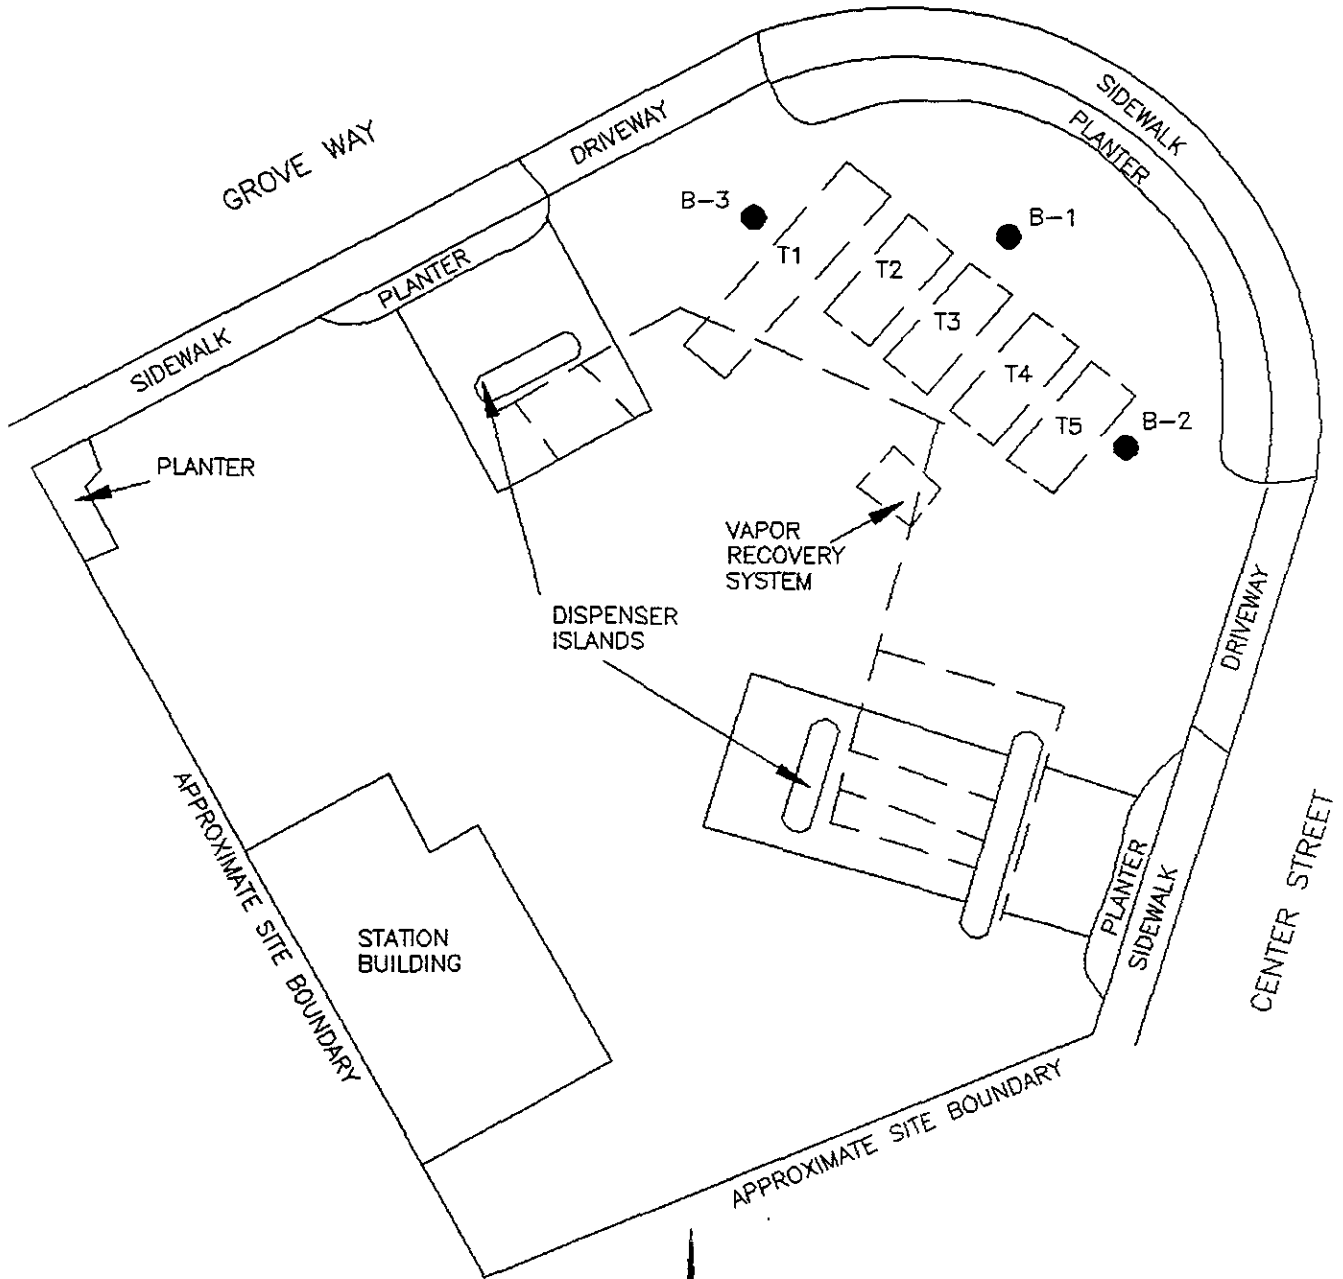 SIDEWALK
PLANTER
DRIVEWAY
GROVE WAY
B-3
B-1
T1
T2
T3
T4
T5
B-2
PLANTER
SIDEWALK
PLANTER
VAPOR
RECOVERY
SYSTEM
DISPENSER
ISLANDS
DRIVEWAY
APPROXIMATE SITE BOUNDARY
STATION
BUILDING
PLANTER
SIDEWALK
CENTER STREET
APPROXIMATE SITE BOUNDARY